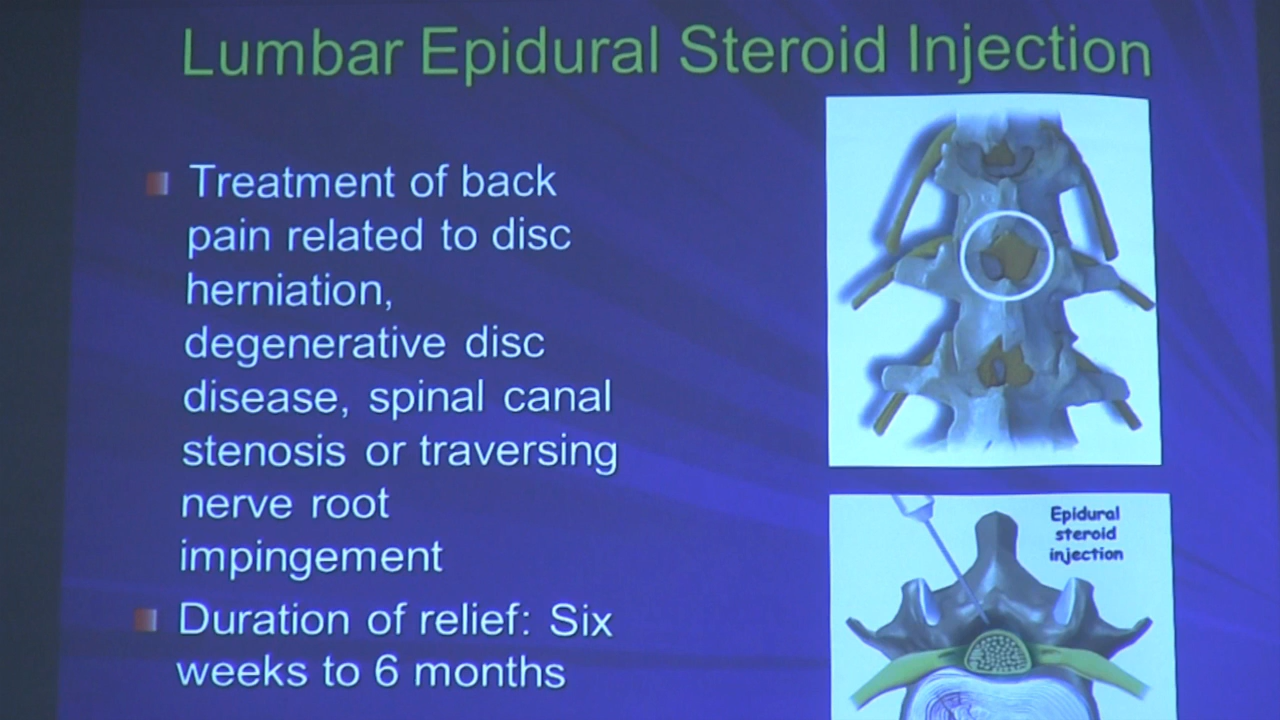 Lumbar Epidural Steroid Injection
Treatment of back
pain related to disc
herniation,
degenerative disc
disease, spinal canal
stenosis or traversing
nerve root
impingement
Duration of relief: Six
weeks to 6 months
Epidural
steroid
injection